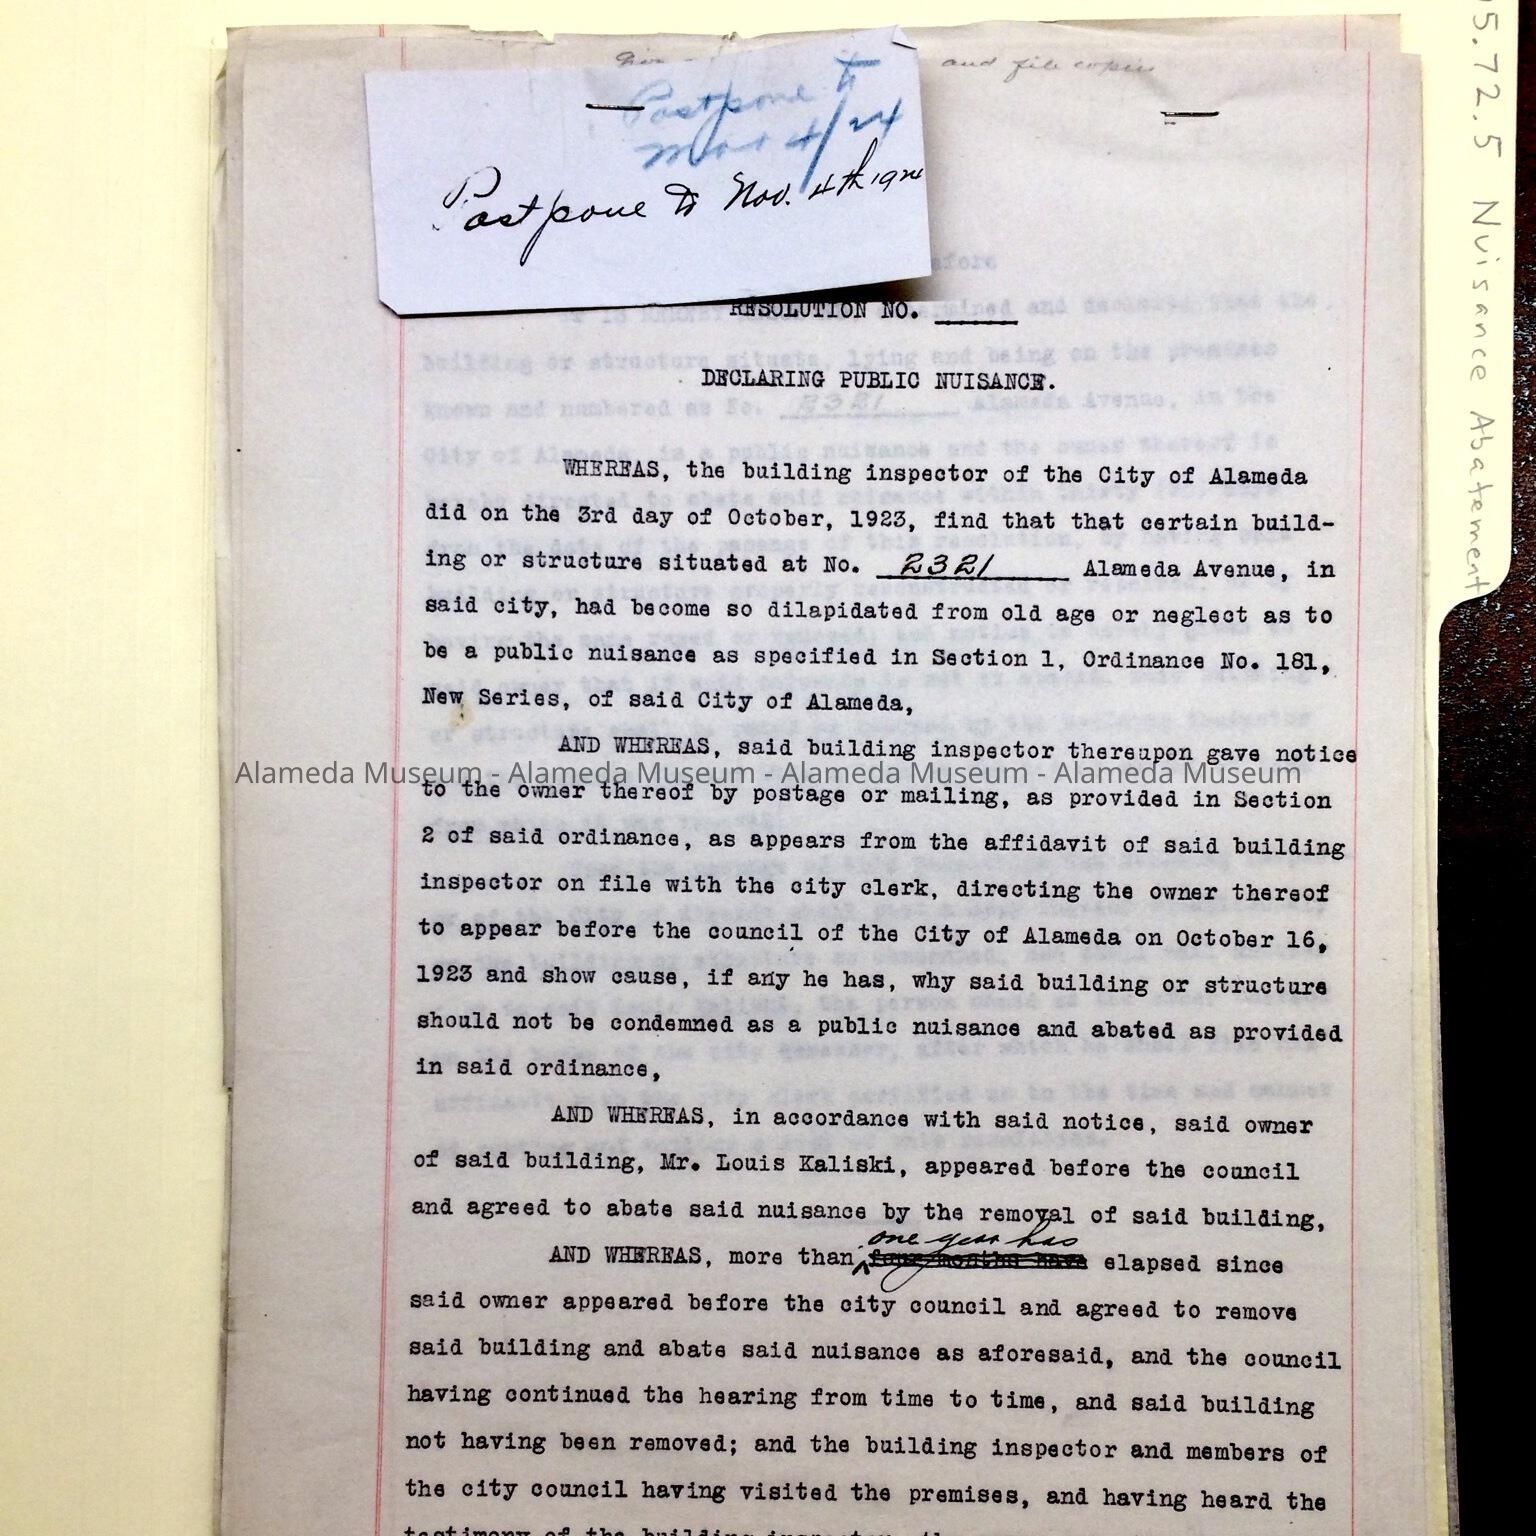 and file copies
Postpone to
Nov 4/24
Postpone to Nov. 4th 1924
RESOLUTION NO. ______
DECLARING PUBLIC NUISANCE.
WHEREAS, the building inspector of the City of Alameda
did on the 3rd day of October, 1923, find that that certain build-
ing or structure situated at No. 2321 Alameda Avenue, in
said city, had become so dilapidated from old age or neglect as to
be a public nuisance as specified in Section 1, Ordinance No. 181,
New Series, of said City of Alameda,
AND WHEREAS, said building inspector thereupon gave notice
Alameda Museum - Alameda Museum - Alameda Museum - Alameda Museum
to the owner thereof by postage or mailing, as provided in Section
2 of said ordinance, as appears from the affidavit of said building
inspector on file with the city clerk, directing the owner thereof
to appear before the council of the City of Alameda on October 16,
1923 and show cause, if any he has, why said building or structure
should not be condemned as a public nuisance and abated as provided
in said ordinance,
AND WHEREAS, in accordance with said notice, said owner
of said building, Mr. Louis Kaliski, appeared before the council
and agreed to abate said nuisance by the removal of said building,
one year has
AND WHEREAS, more than four months have elapsed since
said owner appeared before the city council and agreed to remove
said building and abate said nuisance as aforesaid, and the council
having continued the hearing from time to time, and said building
not having been removed; and the building inspector and members of
the city council having visited the premises, and having heard the
testimony of the building inspector,
5.72.5 Nuisance Abatement